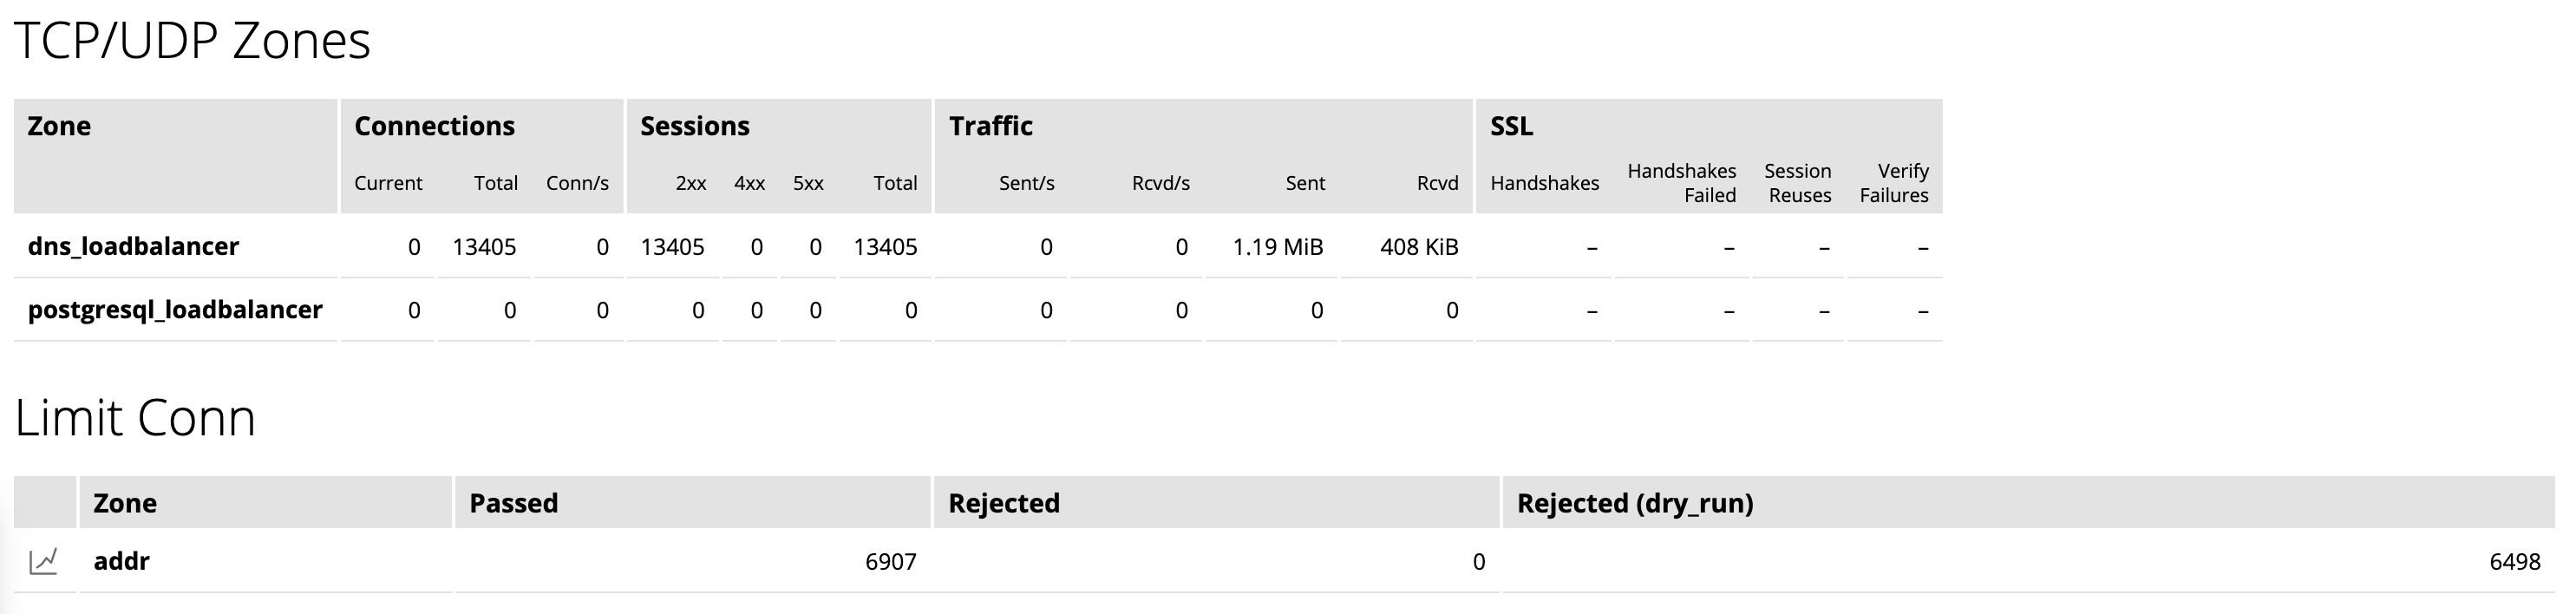 TCP/UDP Zones
Zone Connections Sessions Traffic SSL
Current Total Conn/s 2xx 4xx 5xx Total Sent/s Rcvd/s Sent Rcvd Handshakes Handshakes Failed Session Reuses Verify Failures
dns_loadbalancer 0 13405 0 13405 0 0 13405 0 0 1.19 MiB 408 KiB – – – –
postgresql_loadbalancer 0 0 0 0 0 0 0 0 0 0 0 – – – –
Limit Conn
Zone Passed Rejected Rejected (dry_run)
addr 6907 0 6498